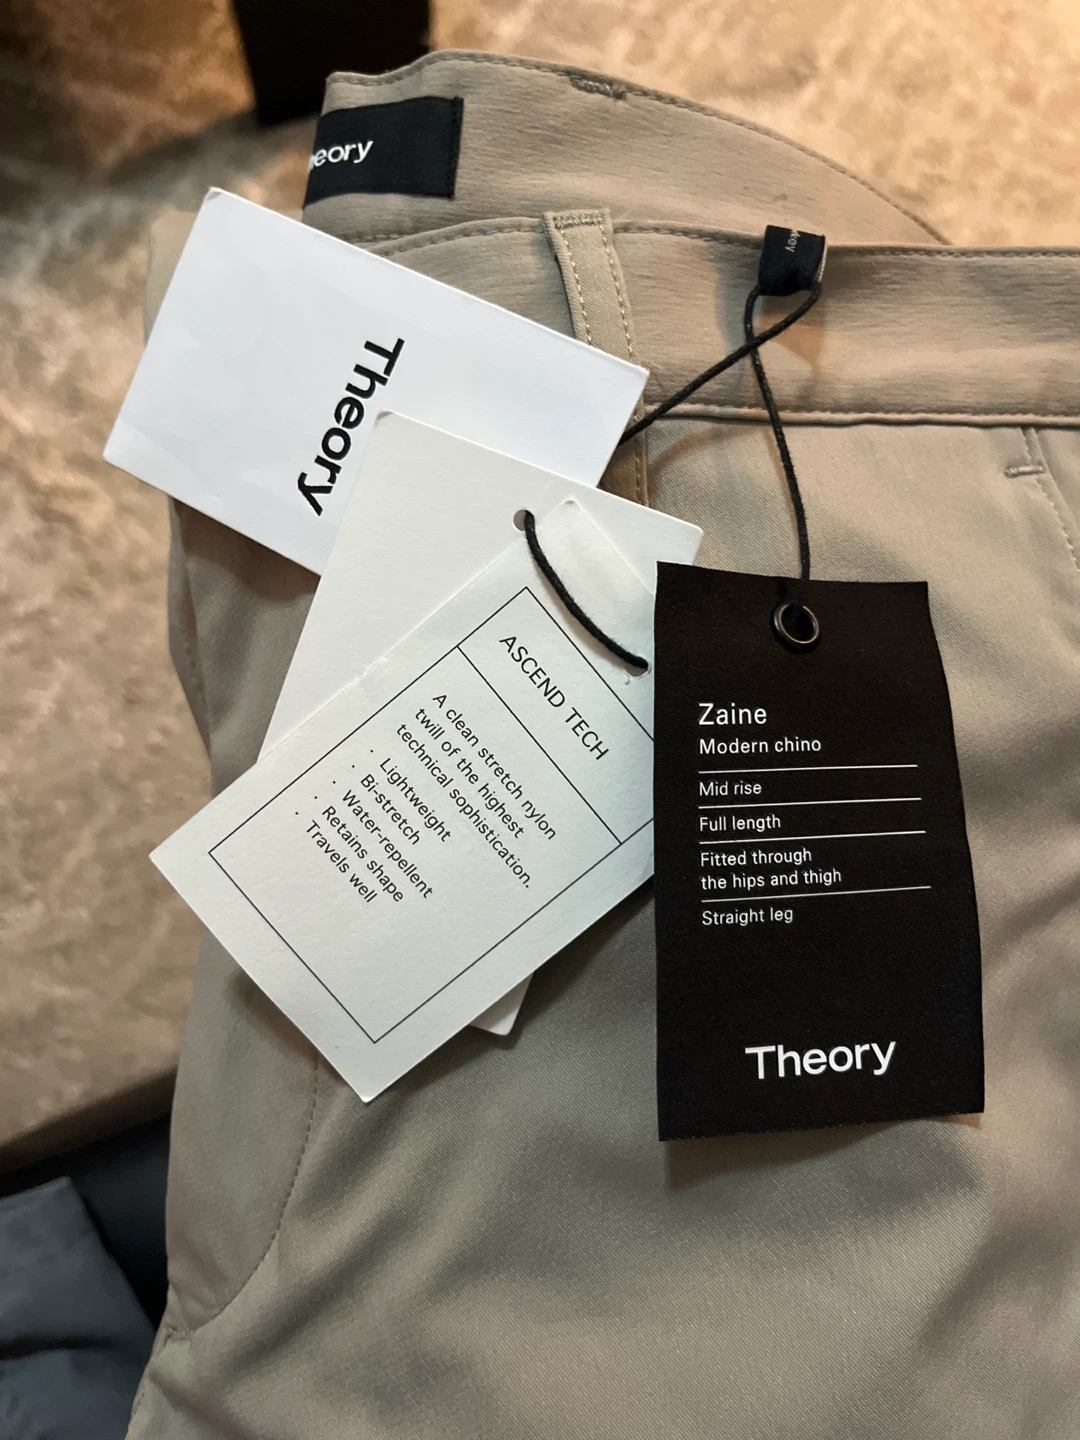 eory
Theory
ASCEND TECH
A clean stretch nylon
twill of the highest
technical sophistication.
· Lightweight
· Bi-stretch
· Water-repellent
· Retains shape
· Travels well
Zaine
Modern chino
Mid rise
Full length
Fitted through
the hips and thigh
Straight leg
Theory